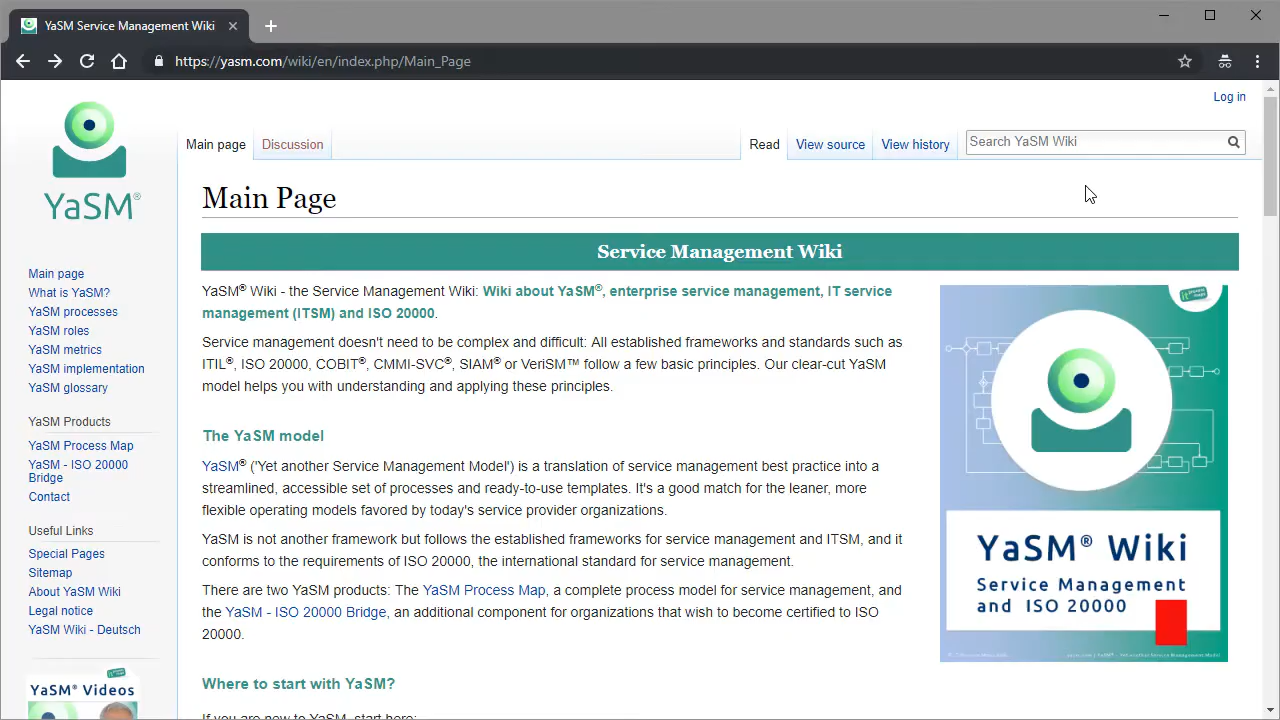 YaSM Service Management Wiki
https://yasm.com/wiki/en/index.php/Main_Page
Log in
YaSM®
Main page
Discussion
Read
View source
View history
Search YaSM Wiki
Main Page
Service Management Wiki
YaSM® Wiki - the Service Management Wiki: Wiki about YaSM®, enterprise service management, IT service
management (ITSM) and ISO 20000.
Service management doesn't need to be complex and difficult: All established frameworks and standards such as
ITIL®, ISO 20000, COBIT®, CMMI-SVC®, SIAM® or VeriSM™ follow a few basic principles. Our clear-cut YaSM
model helps you with understanding and applying these principles.
The YaSM model
YaSM® ('Yet another Service Management Model') is a translation of service management best practice into a
streamlined, accessible set of processes and ready-to-use templates. It's a good match for the leaner, more
flexible operating models favored by today's service provider organizations.
YaSM is not another framework but follows the established frameworks for service management and ITSM, and it
conforms to the requirements of ISO 20000, the international standard for service management.
There are two YaSM products: The YaSM Process Map, a complete process model for service management, and
the YaSM - ISO 20000 Bridge, an additional component for organizations that wish to become certified to ISO
20000.
Where to start with YaSM?
If you are new to YaSM, start here:
Main page
What is YaSM?
YaSM processes
YaSM roles
YaSM metrics
YaSM implementation
YaSM glossary
YaSM Products
YaSM Process Map
YaSM - ISO 20000
Bridge
Contact
Useful Links
Special Pages
Sitemap
About YaSM Wiki
Legal notice
YaSM Wiki - Deutsch
YaSM® Videos
YaSM® Wiki
Service Management
and ISO 20000